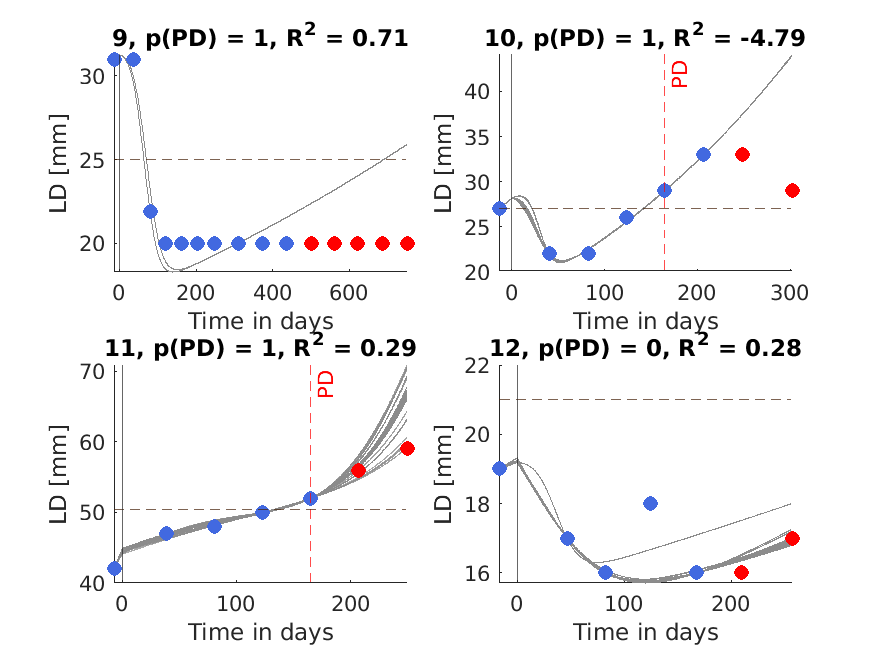 9, p(PD) = 1, R² = 0.71
LD [mm]
30
25
20
0
200
400
600
Time in days
10, p(PD) = 1, R² = -4.79
LD [mm]
40
35
30
25
20
PD
0
100
200
300
Time in days
11, p(PD) = 1, R² = 0.29
LD [mm]
70
60
50
40
PD
0
100
200
Time in days
12, p(PD) = 0, R² = 0.28
LD [mm]
22
20
18
16
0
100
200
Time in days